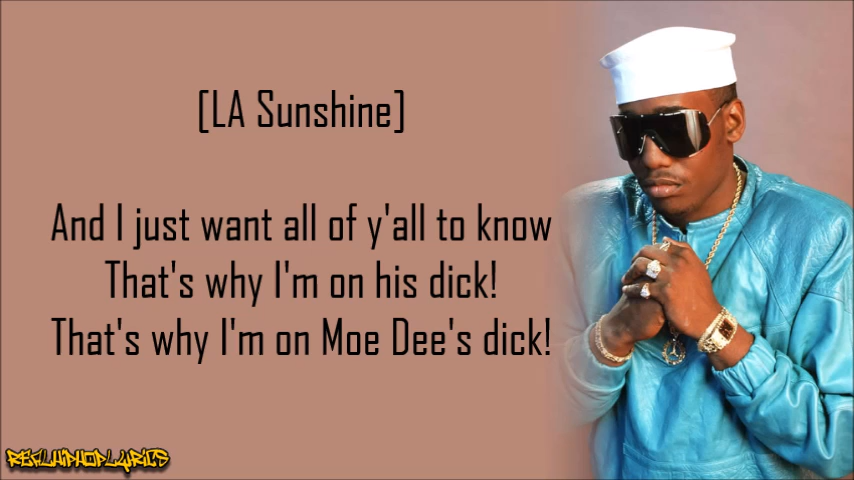 [LA Sunshine]
And I just want all of y'all to know
That's why I'm on his dick!
That's why I'm on Moe Dee's dick!
REALHIPHOPLYRICS